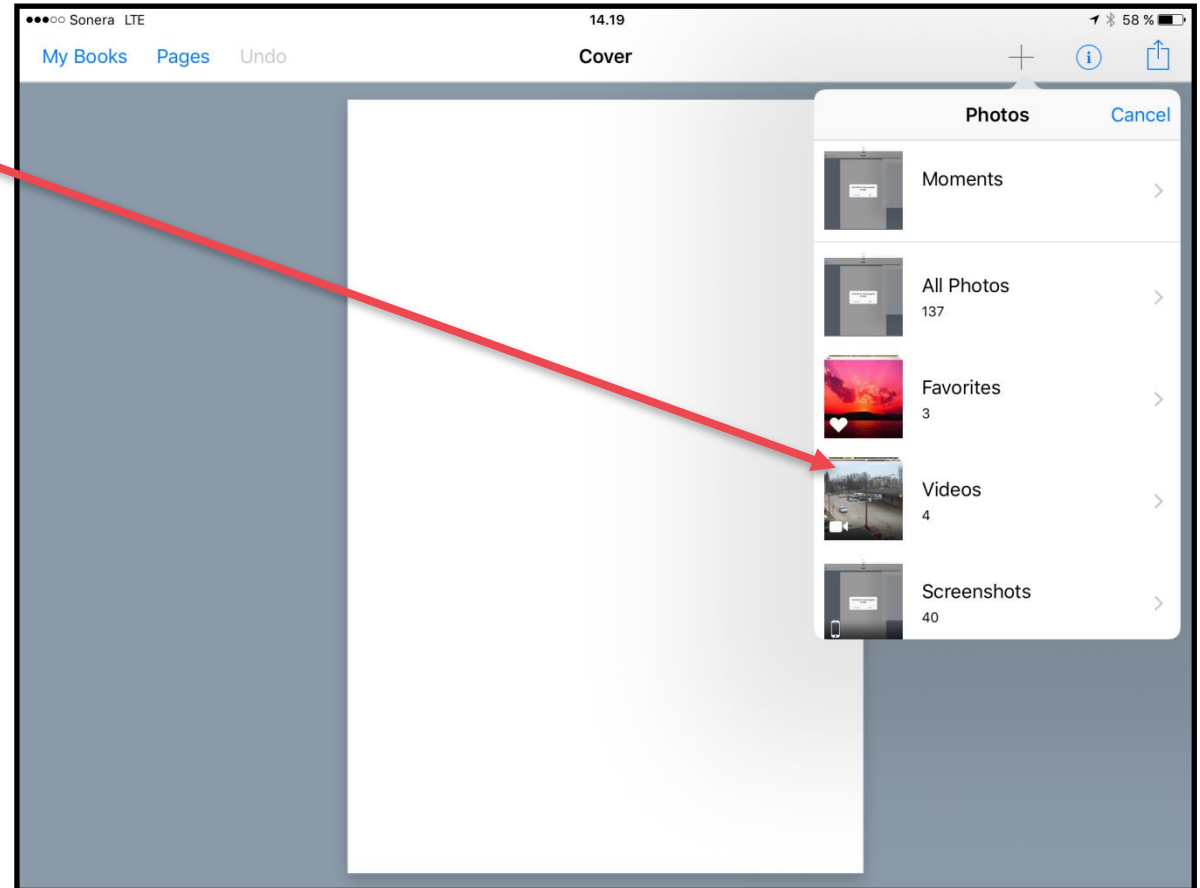 Sonera LTE 14.19 58 %
My Books Pages Undo Cover
Photos Cancel
Moments
All Photos
137
Favorites
3
Videos
4
Screenshots
40